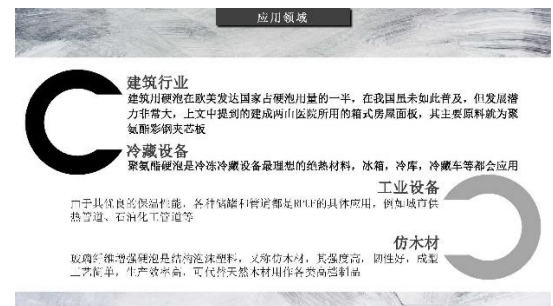 应用领域
建筑行业
建筑用硬泡在欧美发达国家占硬泡用量的一半，在我国虽未如此普及，但发展潜
力非常大，上文中提到的建成两山医院所用的箱式房屋面板，其主要原料就为聚
氨酯彩钢夹芯板
冷藏设备
聚氨酯硬泡是冷冻冷藏设备最理想的绝热材料，冰箱，冷库，冷藏车等都会应用
工业设备
由于其优良的保温性能，各种储罐和管道都是RPUF的具体应用，例如城市供
热管道、石油化工管道等
仿木材
玻璃纤维增强硬泡是结构泡沫塑料，又称仿木材，其强度高，韧性好，成型
工艺简单，生产效率高，可代替天然木材用作各类高档制品